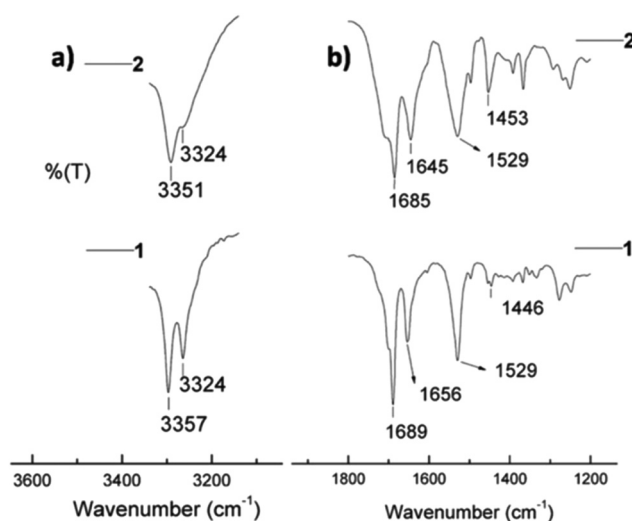 a)
2
3324
3351
%(T)
1
3324
3357
3600 3400 3200
Wavenumber (cm⁻¹)
b)
2
1453
1645
1529
1685
1
1446
1656
1529
1689
1800 1600 1400 1200
Wavenumber (cm⁻¹)